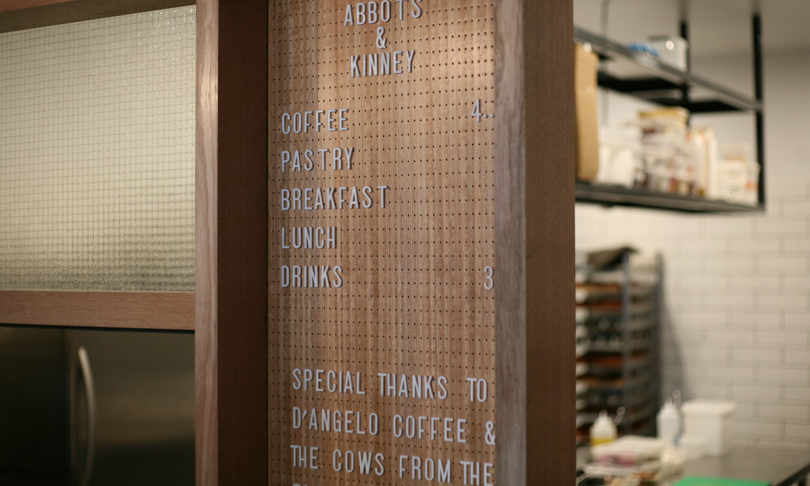 ABBOTS
&
KINNEY
COFFEE 4..
PASTRY
BREAKFAST
LUNCH
DRINKS 3
SPECIAL THANKS TO
D'ANGELO COFFEE &
THE COWS FROM THE